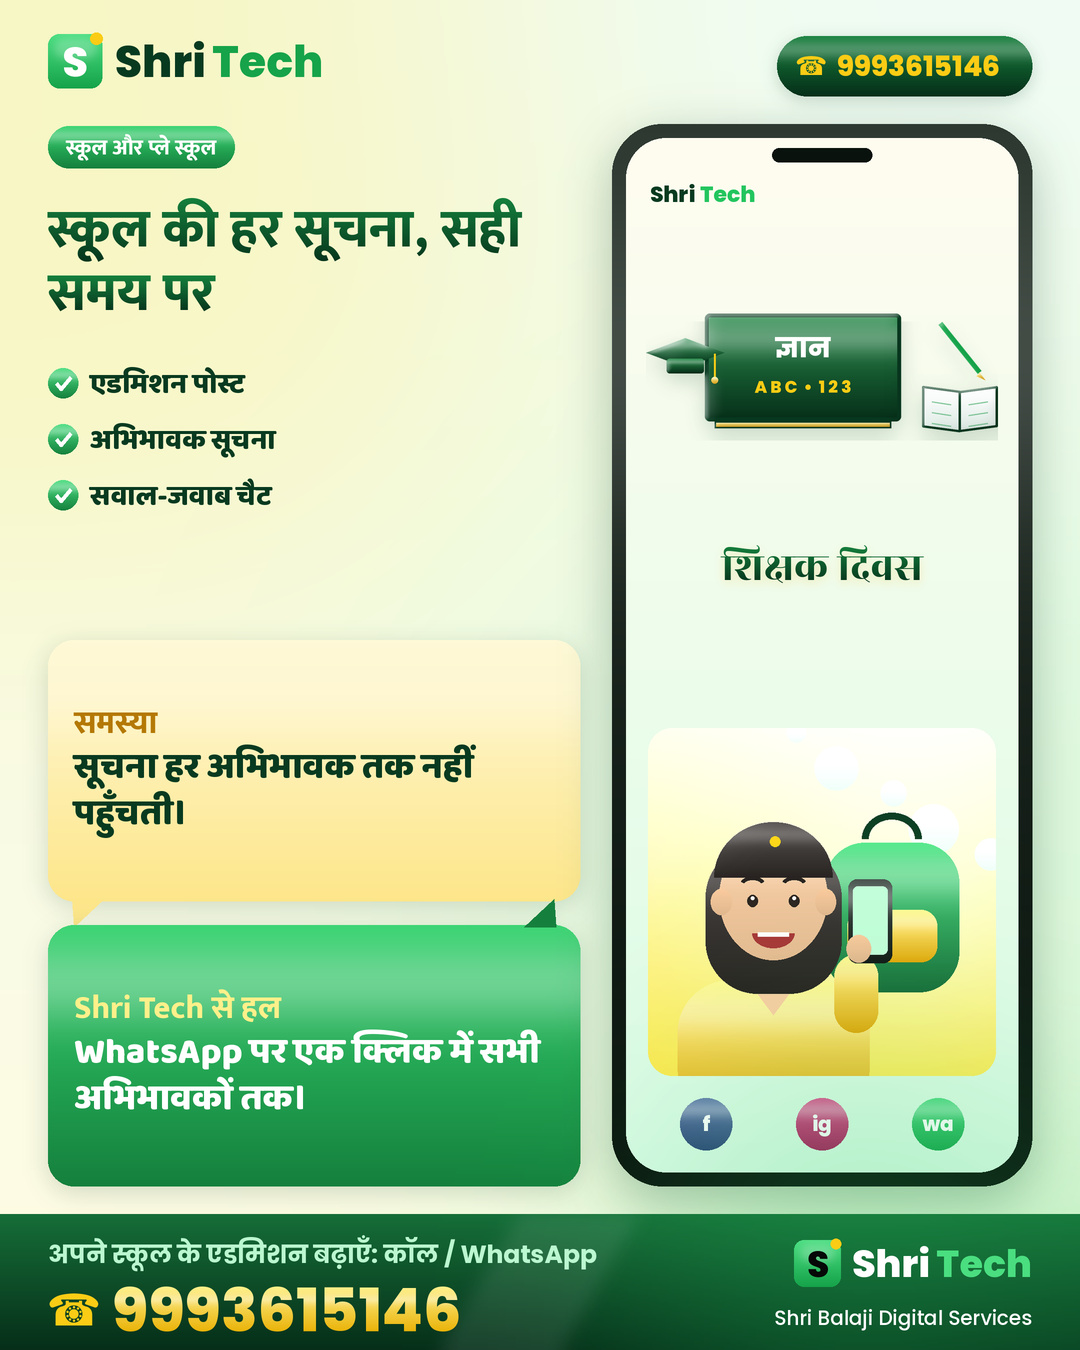 S Shri Tech
☎ 9993615146
स्कूल और प्ले स्कूल
स्कूल की हर सूचना, सही
समय पर
एडमिशन पोस्ट
अभिभावक सूचना
सवाल-जवाब चैट
समस्या
सूचना हर अभिभावक तक नहीं
पहुँचती।
Shri Tech से हल
WhatsApp पर एक क्लिक में सभी
अभिभावकों तक।
Shri Tech
ज्ञान
ABC • 123
शिक्षक दिवस
f ig wa
अपने स्कूल के एडमिशन बढ़ाएँ: कॉल / WhatsApp
☎ 9993615146
S Shri Tech
Shri Balaji Digital Services